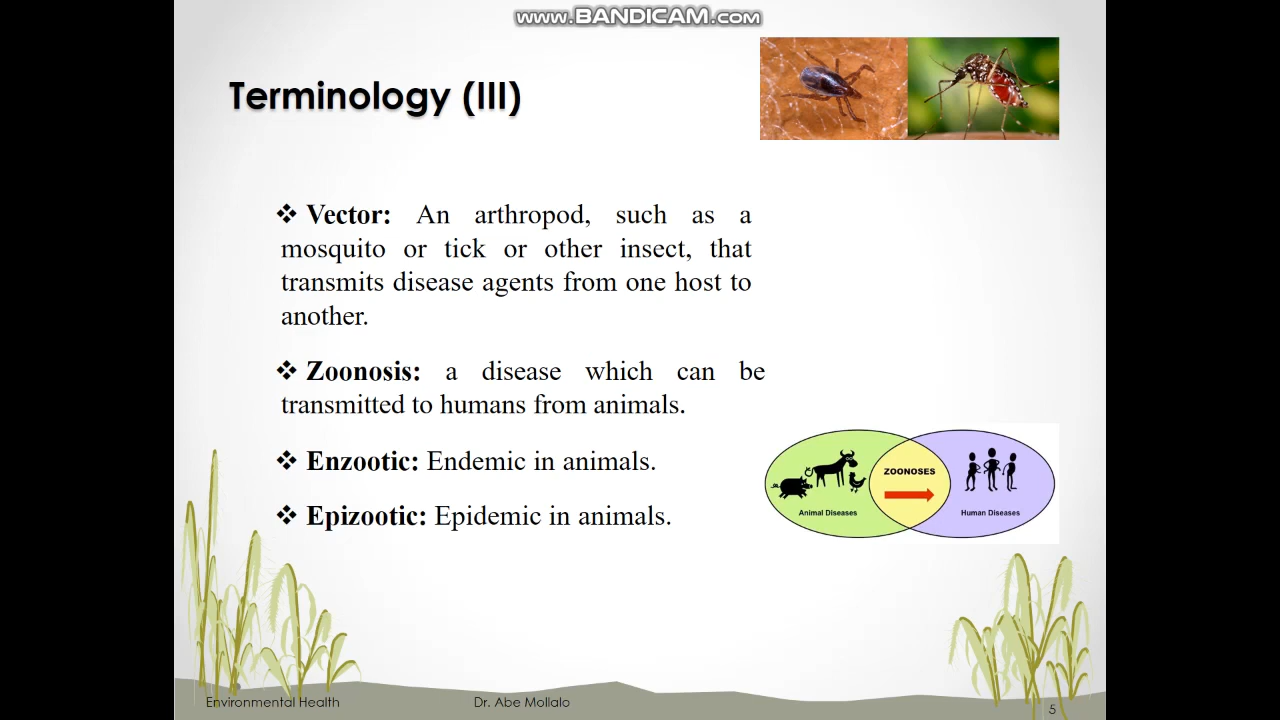 www.BANDICAM.com
Terminology (III)
❖ Vector: An arthropod, such as a
mosquito or tick or other insect, that
transmits disease agents from one host to
another.
❖ Zoonosis: a disease which can be
transmitted to humans from animals.
❖ Enzootic: Endemic in animals.
❖ Epizootic: Epidemic in animals.
ZOONOSES
Animal Diseases
Human Diseases
Environmental Health
Dr. Abe Mollalo
5